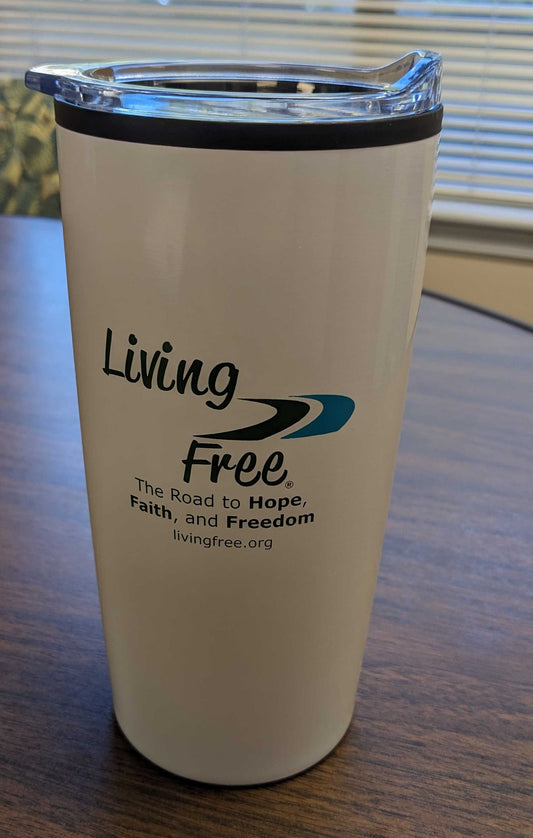 Living
Free®
The Road to Hope,
Faith, and Freedom
livingfree.org